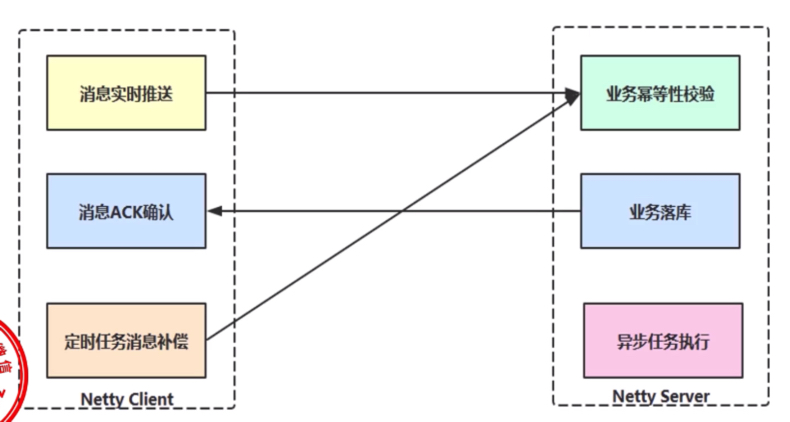 消息实时推送
业务幂等性校验
消息ACK确认
业务落库
定时任务消息补偿
异步任务执行
Netty Client
Netty Server